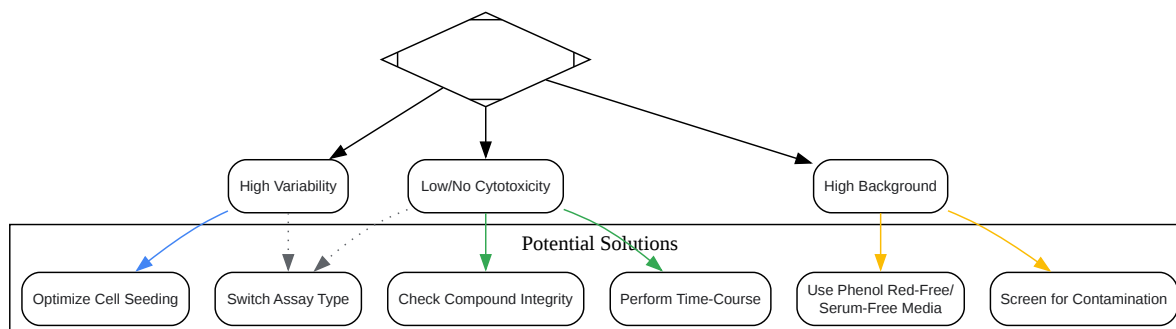 High Variability
Low/No Cytotoxicity
High Background
Potential Solutions
Optimize Cell Seeding
Switch Assay Type
Check Compound Integrity
Perform Time-Course
Use Phenol Red-Free/
Serum-Free Media
Screen for Contamination